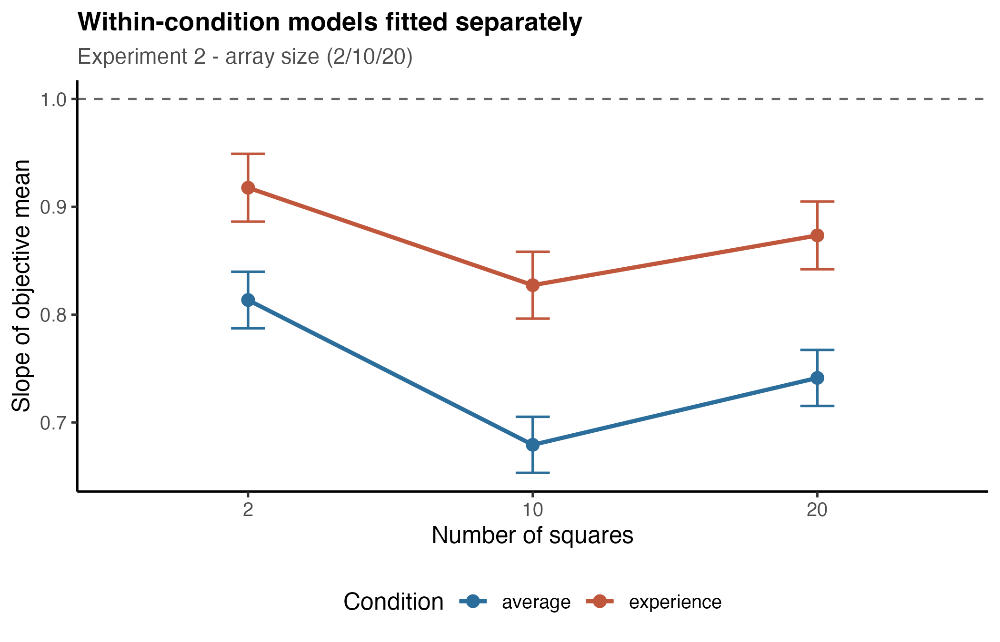 Within-condition models fitted separately
Experiment 2 - array size (2/10/20)
Slope of objective mean
1.0
0.9
0.8
0.7
2 10 20
Number of squares
Condition average experience